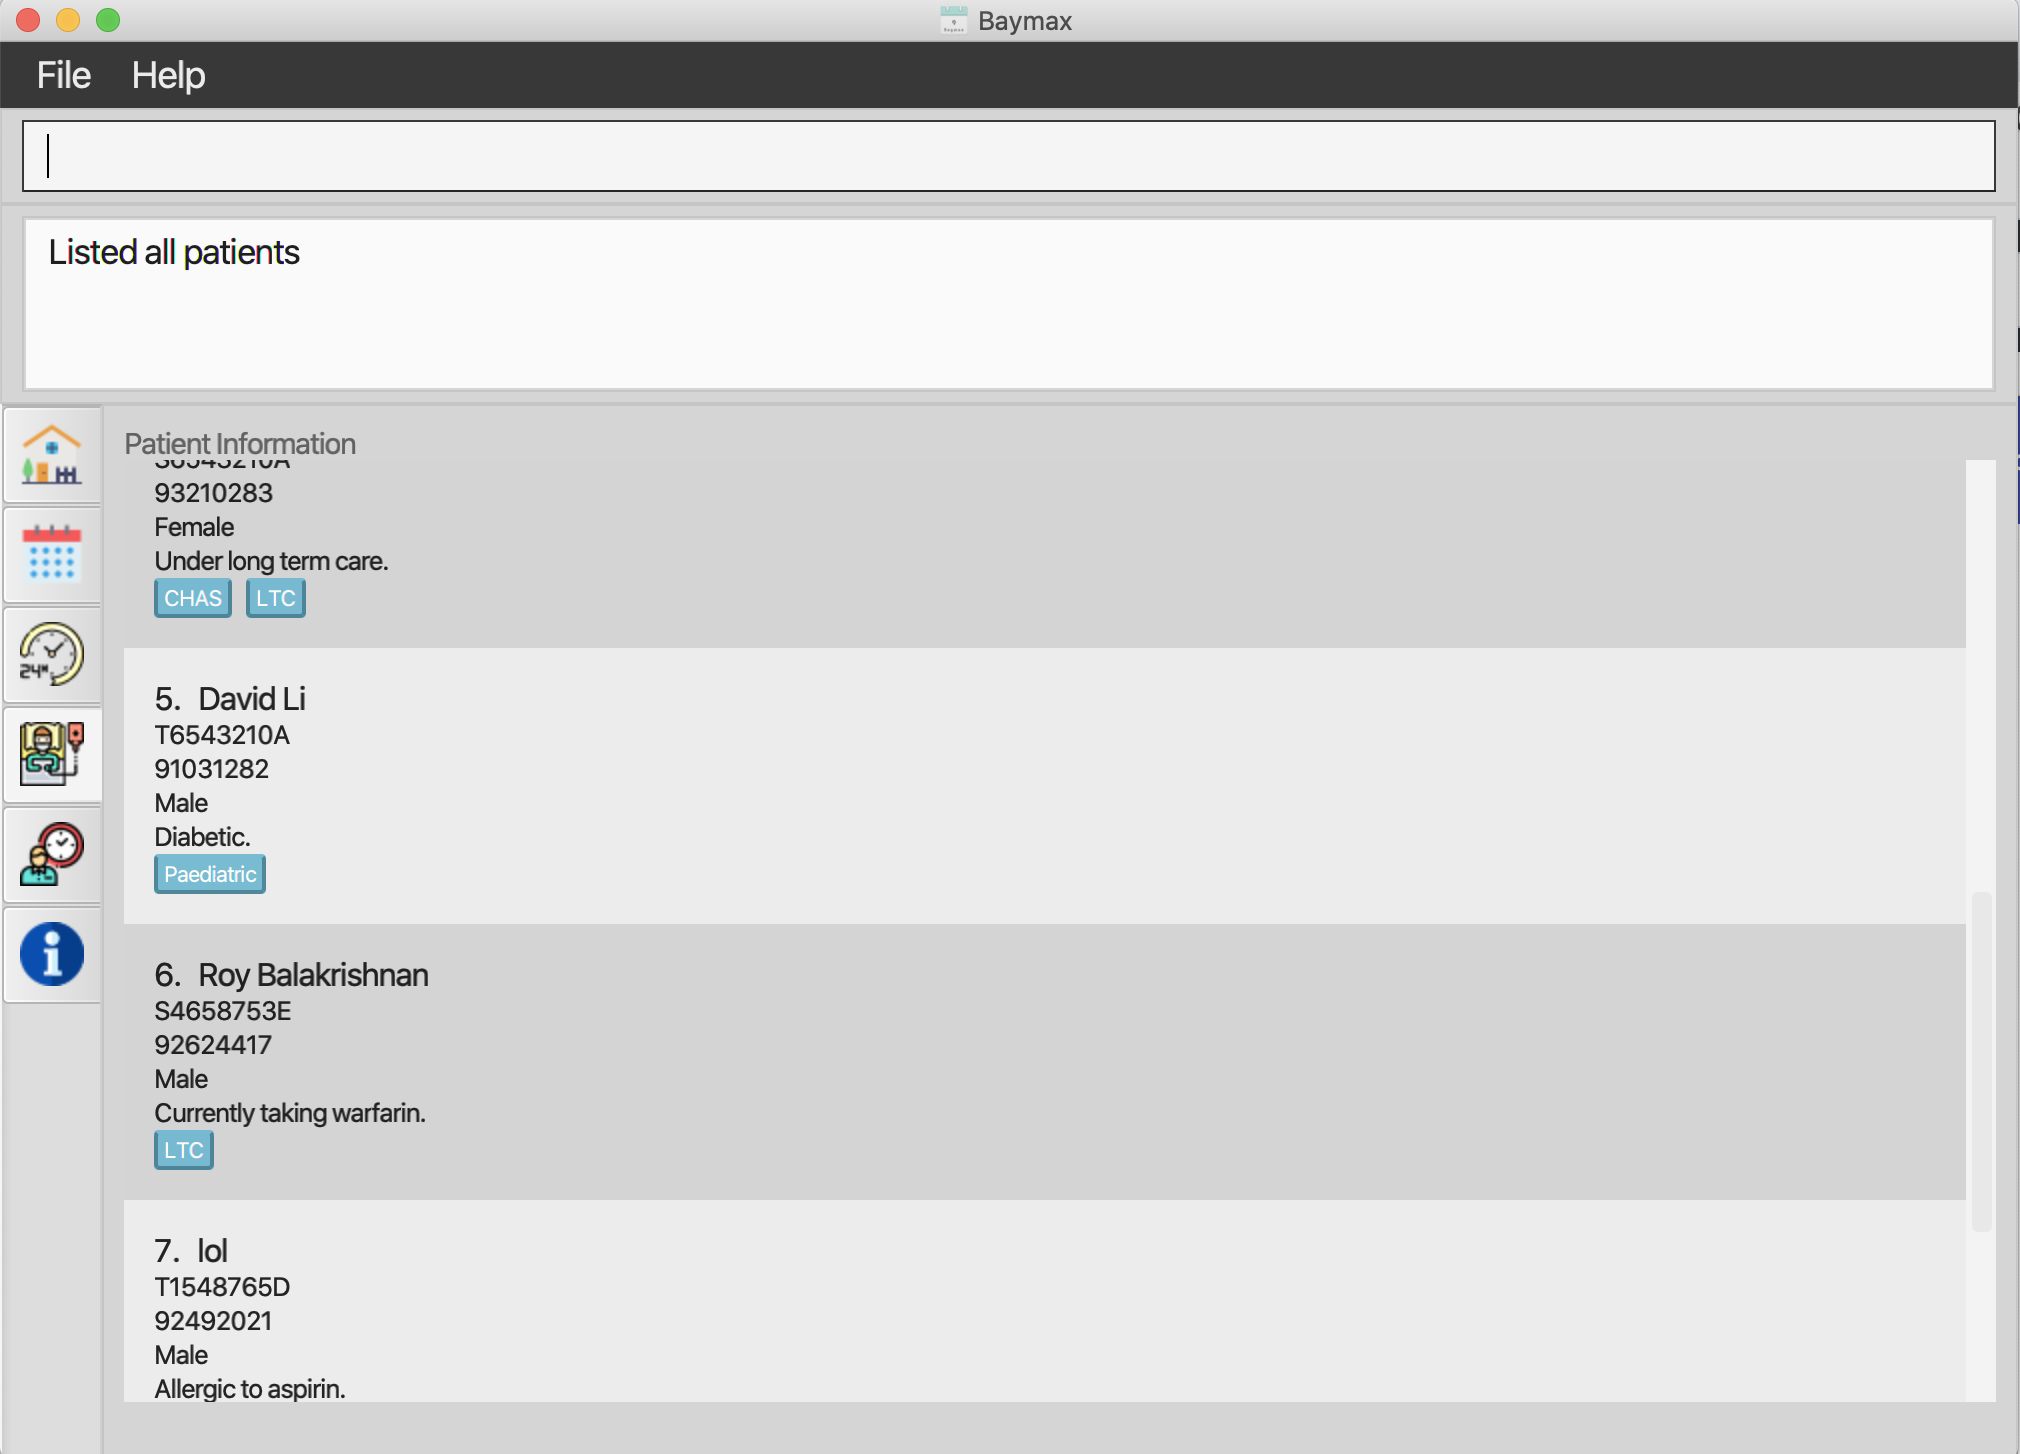 Baymax
File Help
Listed all patients
Patient Information
S6543210A
93210283
Female
Under long term care.
CHAS LTC
5. David Li
T6543210A
91031282
Male
Diabetic.
Paediatric
6. Roy Balakrishnan
S4658753E
92624417
Male
Currently taking warfarin.
LTC
7. lol
T1548765D
92492021
Male
Allergic to aspirin.
24H